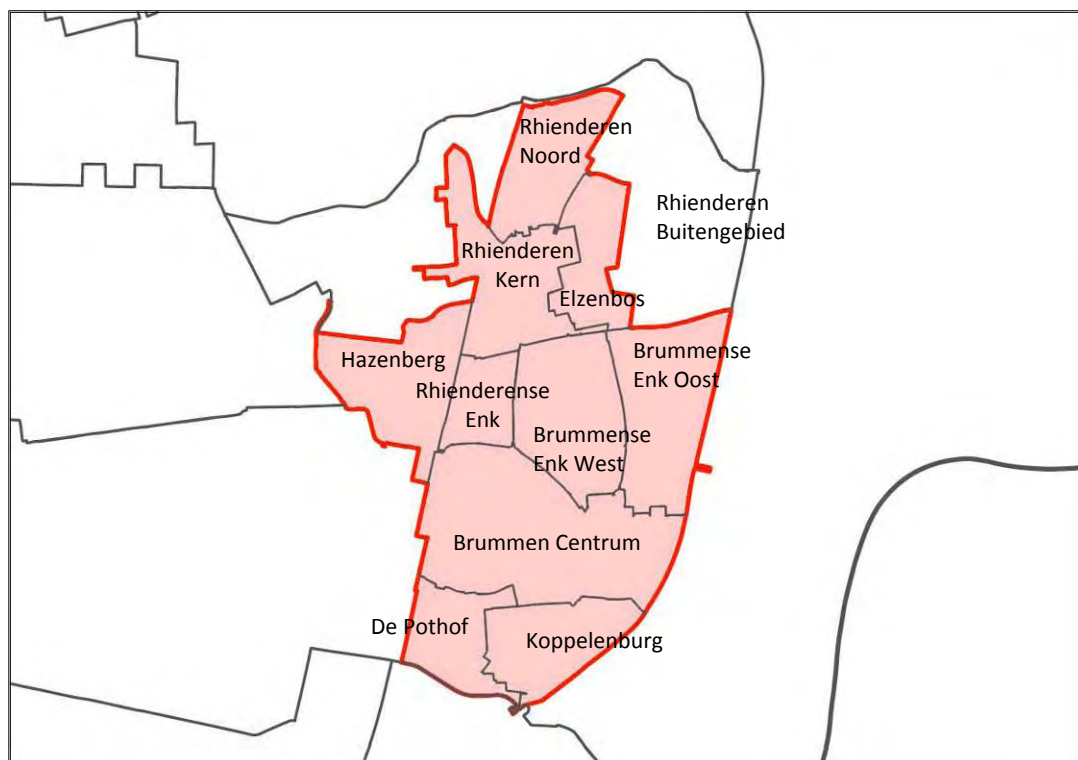 Rhienderen
Noord
Rhienderen
Buitengebied
Rhienderen
Kern
Elzenbos
Hazenberg
Brummense
Enk Oost
Rhienderense
Enk
Brummense
Enk West
Brummen Centrum
De Pothof
Koppelenburg